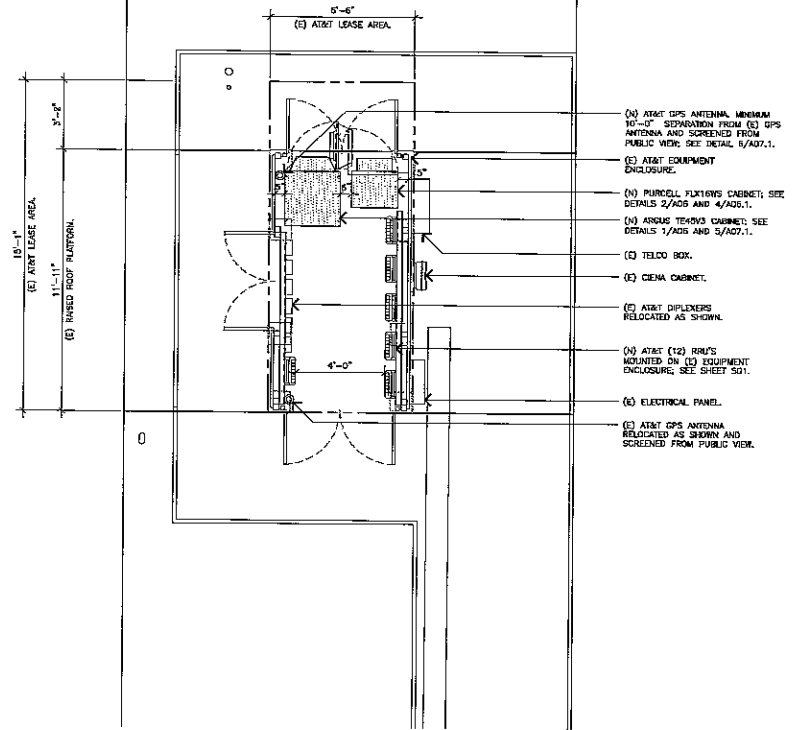 6'-6"
(E) AT&T LEASE AREA.
3'-2"
15'-1"
(E) AT&T LEASE AREA.
11'-11"
(E) RAISED ROOF PLATFORM.
5"
6"
5"
4'-0"
(N) AT&T GPS ANTENNA, MINIMUM
10'-0" SEPARATION FROM (E) GPS
ANTENNA AND SCREENED FROM
PUBLIC VIEW; SEE DETAIL 6/A07.1.
(E) AT&T EQUIPMENT
ENCLOSURE.
(N) PURCELL FLX16WS CABINET; SEE
DETAILS 2/A06 AND 4/A06.1.
(N) ARGUS TE45V3 CABINET; SEE
DETAILS 1/A06 AND 5/A07.1.
(E) TELCO BOX.
(E) CIENA CABINET.
(E) AT&T DIPLEXERS
RELOCATED AS SHOWN.
(N) AT&T (12) RRU'S
MOUNTED ON (E) EQUIPMENT
ENCLOSURE; SEE SHEET S01.
(E) ELECTRICAL PANEL.
(E) AT&T GPS ANTENNA
RELOCATED AS SHOWN AND
SCREENED FROM PUBLIC VIEW.